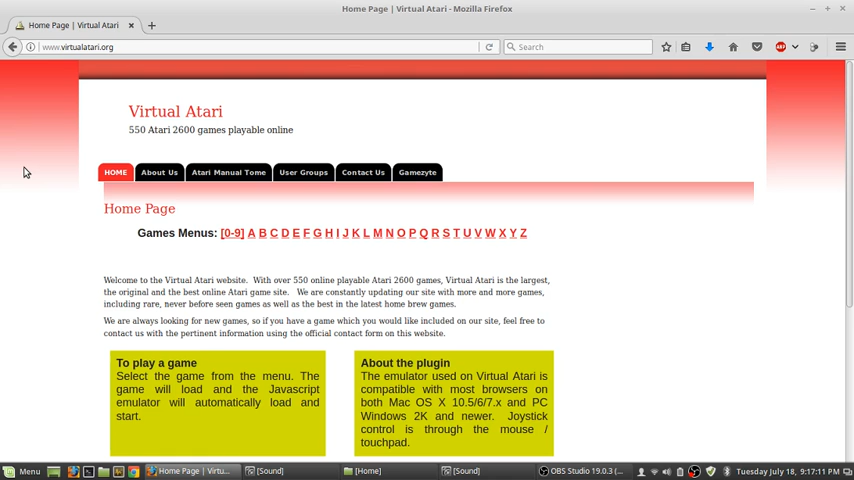 Home Page | Virtual Atari - Mozilla Firefox
Home Page | Virtual Atari
www.virtualatari.org
Search
ABP
Virtual Atari
550 Atari 2600 games playable online
HOME About Us Atari Manual Tome User Groups Contact Us Gamezyte
Home Page
Games Menus: [0-9] A B C D E F G H I J K L M N O P Q R S T U V W X Y Z
Welcome to the Virtual Atari website. With over 550 online playable Atari 2600 games, Virtual Atari is the largest,
the original and the best online Atari game site. We are constantly updating our site with more and more games,
including rare, never before seen games as well as the best in the latest home brew games.
We are always looking for new games, so if you have a game which you would like included on our site, feel free to
contact us with the pertinent information using the official contact form on this website.
To play a game
Select the game from the menu. The
game will load and the Javascript
emulator will automatically load and
start.
About the plugin
The emulator used on Virtual Atari is
compatible with most browsers on
both Mac OS X 10.5/6/7.x and PC
Windows 2K and newer. Joystick
control is through the mouse /
touchpad.
Menu
Home Page | Virtu...
[Sound]
[Home]
[Sound]
OBS Studio 19.0.3 (...
Tuesday July 18, 9:17:11 PM